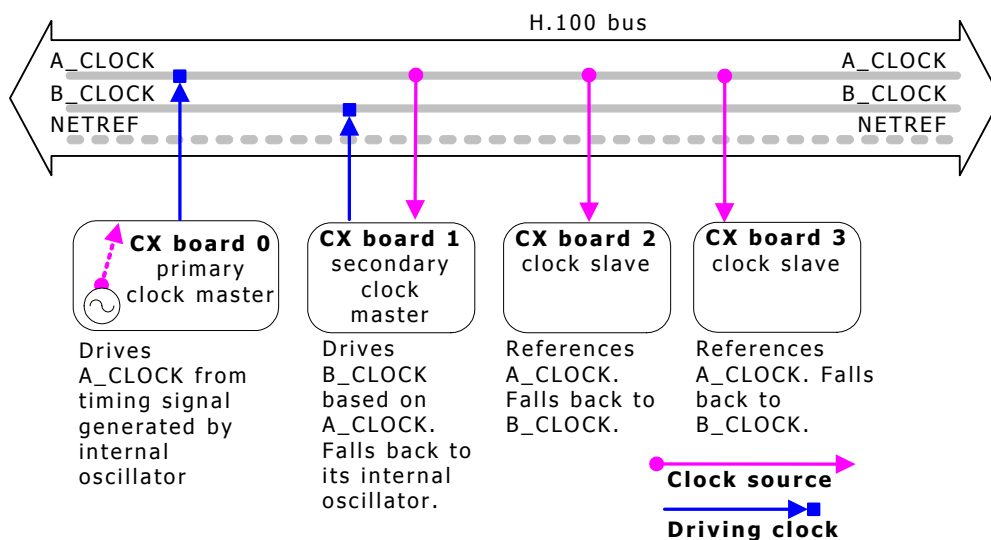 H.100 bus
A_CLOCK
A_CLOCK
B_CLOCK
B_CLOCK
NETREF
NETREF
CX board 0
primary
clock master
CX board 1
secondary
clock
master
CX board 2
clock slave
CX board 3
clock slave
Drives
A_CLOCK from
timing signal
generated by
internal
oscillator
Drives
B_CLOCK
based on
A_CLOCK.
Falls back to
its internal
oscillator.
References
A_CLOCK.
Falls back to
B_CLOCK.
References
A_CLOCK. Falls
back to
B_CLOCK.
Clock source
Driving clock